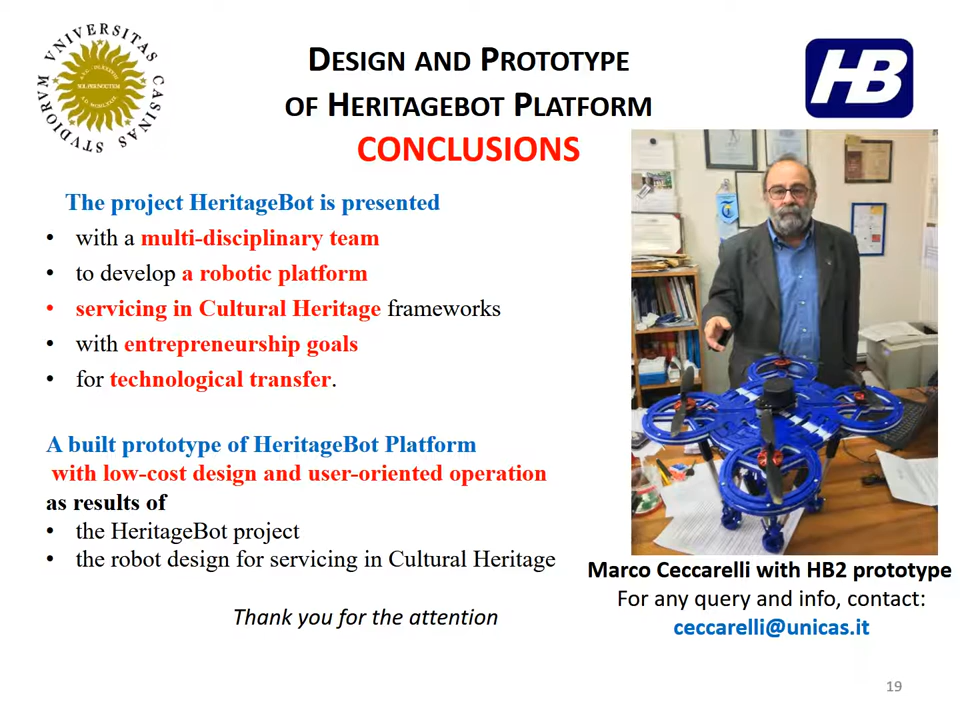 VNIVERSITAS CASINAS STVDIORVM
DESIGN AND PROTOTYPE
OF HERITAGEBOT PLATFORM
CONCLUSIONS
HB
The project HeritageBot is presented
• with a multi-disciplinary team
• to develop a robotic platform
• servicing in Cultural Heritage frameworks
• with entrepreneurship goals
• for technological transfer.
A built prototype of HeritageBot Platform
with low-cost design and user-oriented operation
as results of
• the HeritageBot project
• the robot design for servicing in Cultural Heritage
Thank you for the attention
Marco Ceccarelli with HB2 prototype
For any query and info, contact:
ceccarelli@unicas.it
19